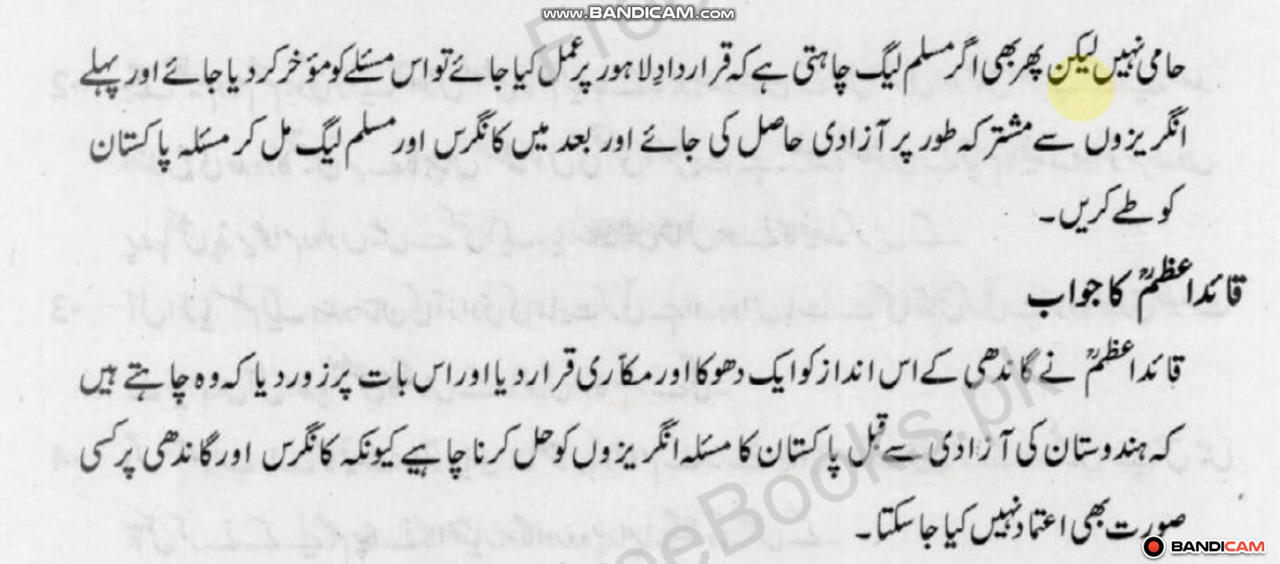 www.BANDICAM.com
حامی نہیں لیکن پھر بھی اگر مسلم لیگ چاہتی ہے کہ قراردادِ لاہور پر عمل کیا جائے تو اس مسئلے کو مؤخر کر دیا جائے اور پہلے
انگریزوں سے مشترکہ طور پر آزادی حاصل کی جائے اور بعد میں کانگرس اور مسلم لیگ مل کر مسئلہ پاکستان
کو طے کریں۔
قائداعظمؒ کا جواب
قائداعظمؒ نے گاندھی کے اس انداز کو ایک دھوکا اور مکّاری قرار دیا اور اس بات پر زور دیا کہ وہ چاہتے ہیں
کہ ہندوستان کی آزادی سے قبل پاکستان کا مسئلہ انگریزوں کو حل کرنا چاہیے کیونکہ کانگرس اور گاندھی پر کسی
صورت بھی اعتماد نہیں کیا جا سکتا۔
BANDICAM